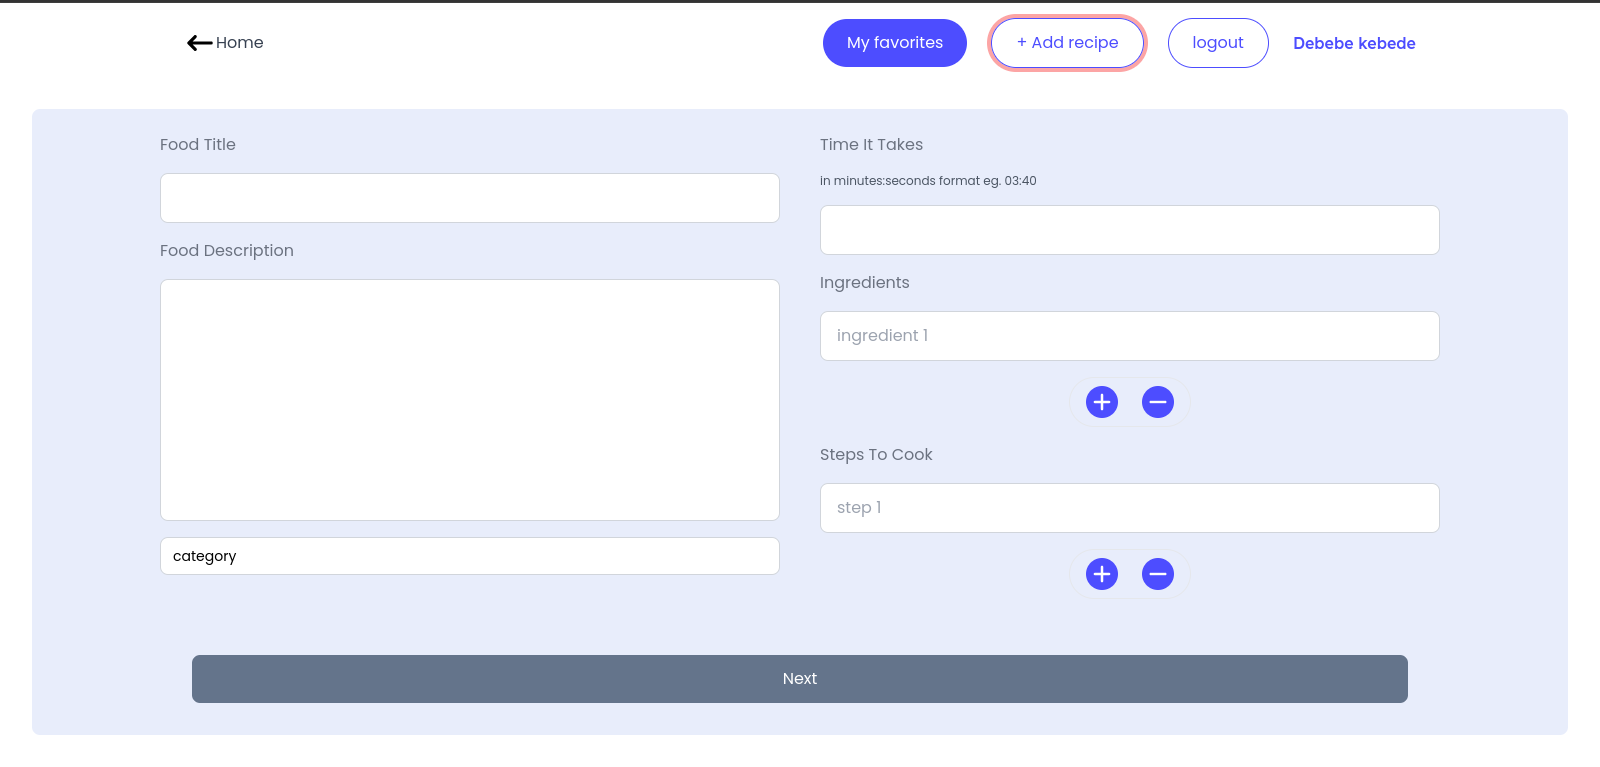 Home
My favorites
+ Add recipe
logout
Debebe kebede
Food Title
Food Description
category
Time It Takes
in minutes:seconds format eg. 03:40
Ingredients
ingredient 1
Steps To Cook
step 1
Next